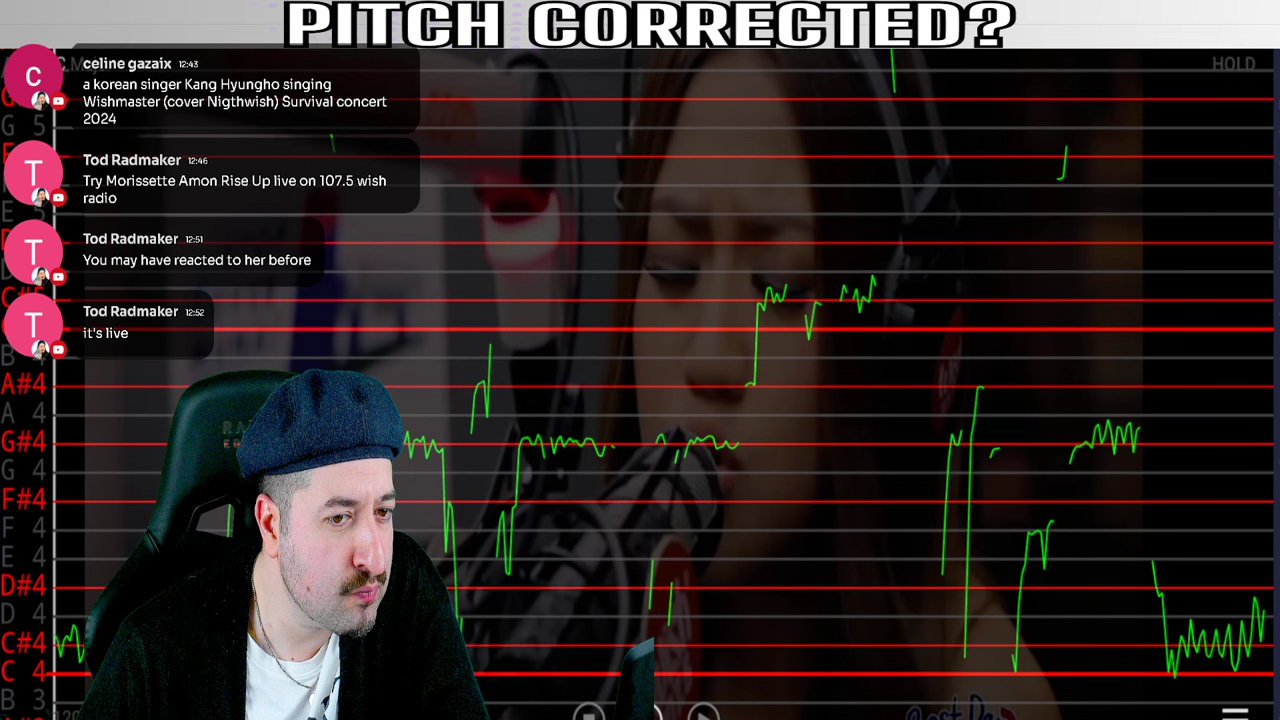 PITCH CORRECTED?
C
celine gazaix 12:43
a korean singer Kang Hyungho singing
Wishmaster (cover Nigthwish) Survival concert
2024
HOLD
G 5
T
Tod Radmaker 12:46
Try Morissette Amon Rise Up live on 107.5 wish
radio
E 5
T
Tod Radmaker 12:51
You may have reacted to her before
T
Tod Radmaker 12:52
it's live
A#4
A 4
G#4
G 4
F#4
F 4
E 4
D#4
D 4
C#4
C 4
B 3